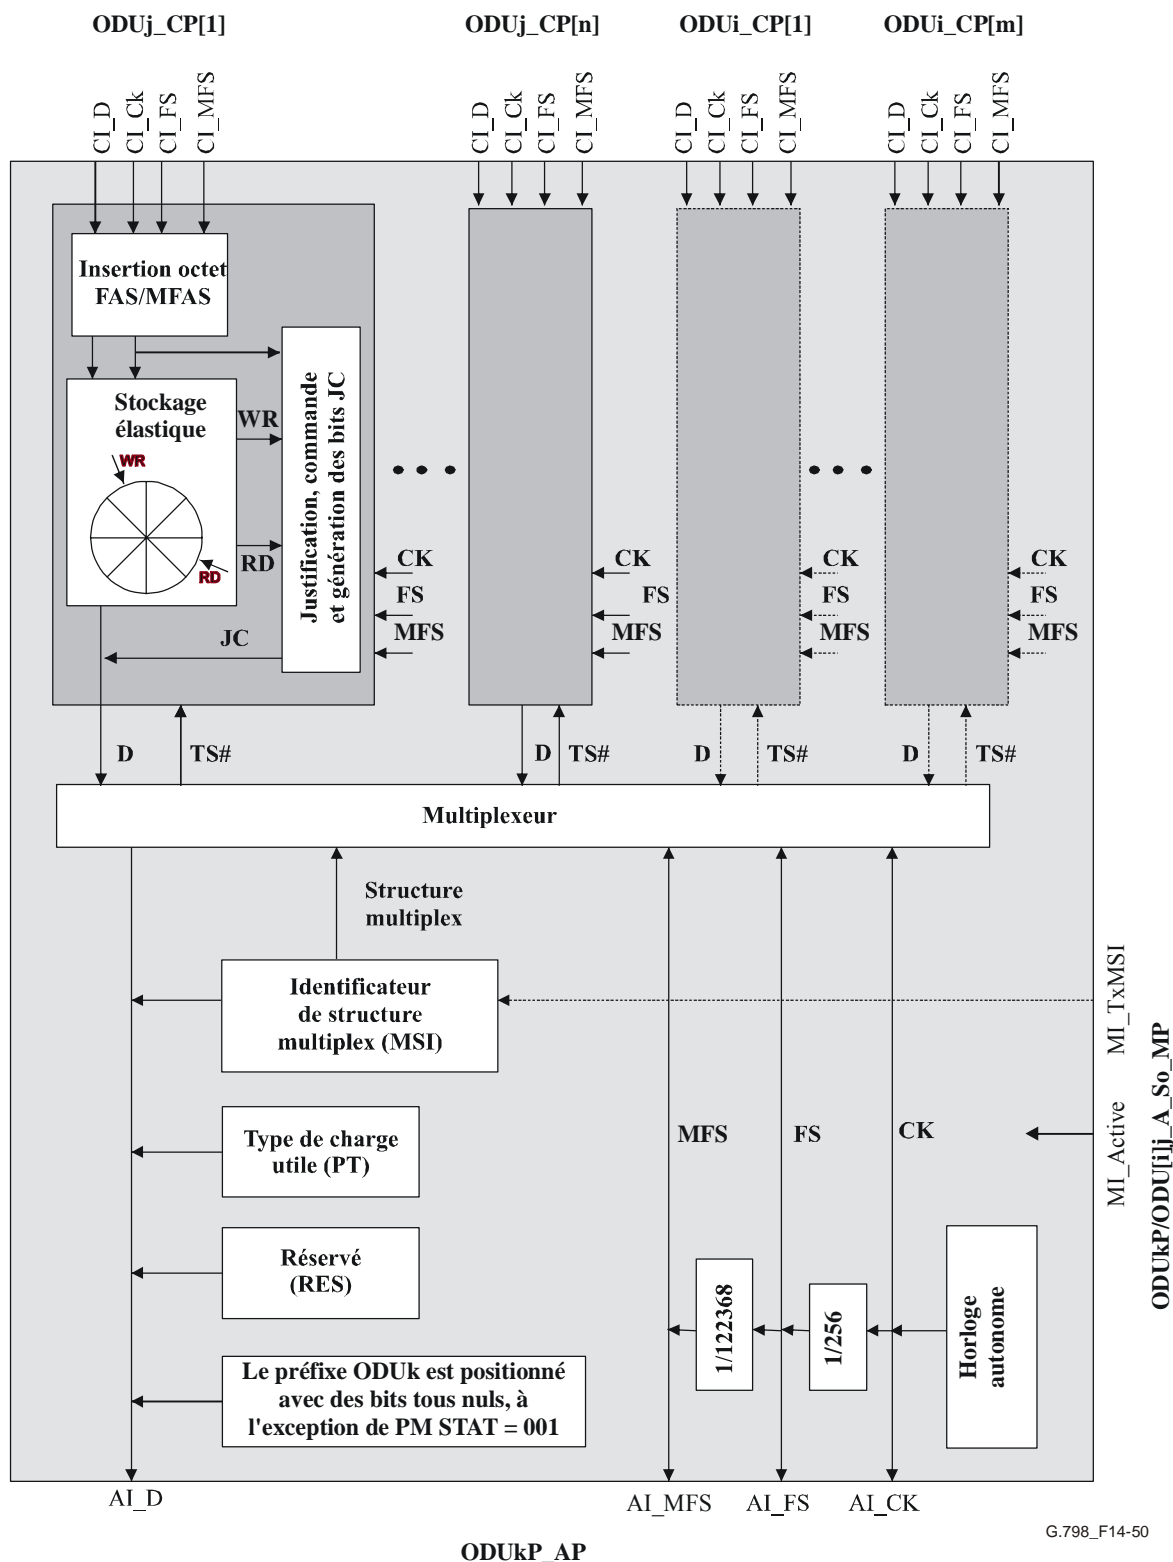 ODUj_CP[1]
ODUj_CP[n]
ODUi_CP[1]
ODUi_CP[m]
CI_D
CI_Ck
CI_FS
CI_MFS
CI_D
CI_Ck
CI_FS
CI_MFS
CI_D
CI_Ck
CI_FS
CI_MFS
CI_D
CI_Ck
CI_FS
CI_MFS
Insertion octet
FAS/MFAS
Stockage
élastique
WR
RD
WR
RD
JC
Justification, commande
et génération des bits JC
CK
FS
MFS
CK
FS
MFS
CK
FS
MFS
CK
FS
MFS
D
TS#
D
TS#
D
TS#
D
TS#
Multiplexeur
Structure
multiplex
Identificateur
de structure
multiplex (MSI)
MI_TxMSI
MI_Active
ODUkP/ODU[i]j_A_So_MP
Type de charge
utile (PT)
MFS
FS
CK
Réservé
(RES)
1/122368
1/256
Horloge
autonome
Le préfixe ODUk est positionné
avec des bits tous nuls, à
l'exception de PM STAT = 001
AI_D
AI_MFS
AI_FS
AI_CK
G.798_F14-50
ODUkP_AP